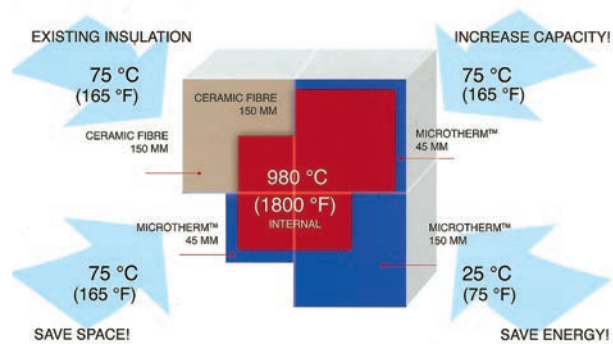 EXISTING INSULATION
75 °C
(165 °F)
CERAMIC FIBRE
150 MM
CERAMIC FIBRE
150 MM
INCREASE CAPACITY!
75 °C
(165 °F)
MICROTHERM™
45 MM
980 °C
(1800 °F)
INTERNAL
MICROTHERM™
45 MM
75 °C
(165 °F)
SAVE SPACE!
MICROTHERM™
150 MM
25 °C
(75 °F)
SAVE ENERGY!